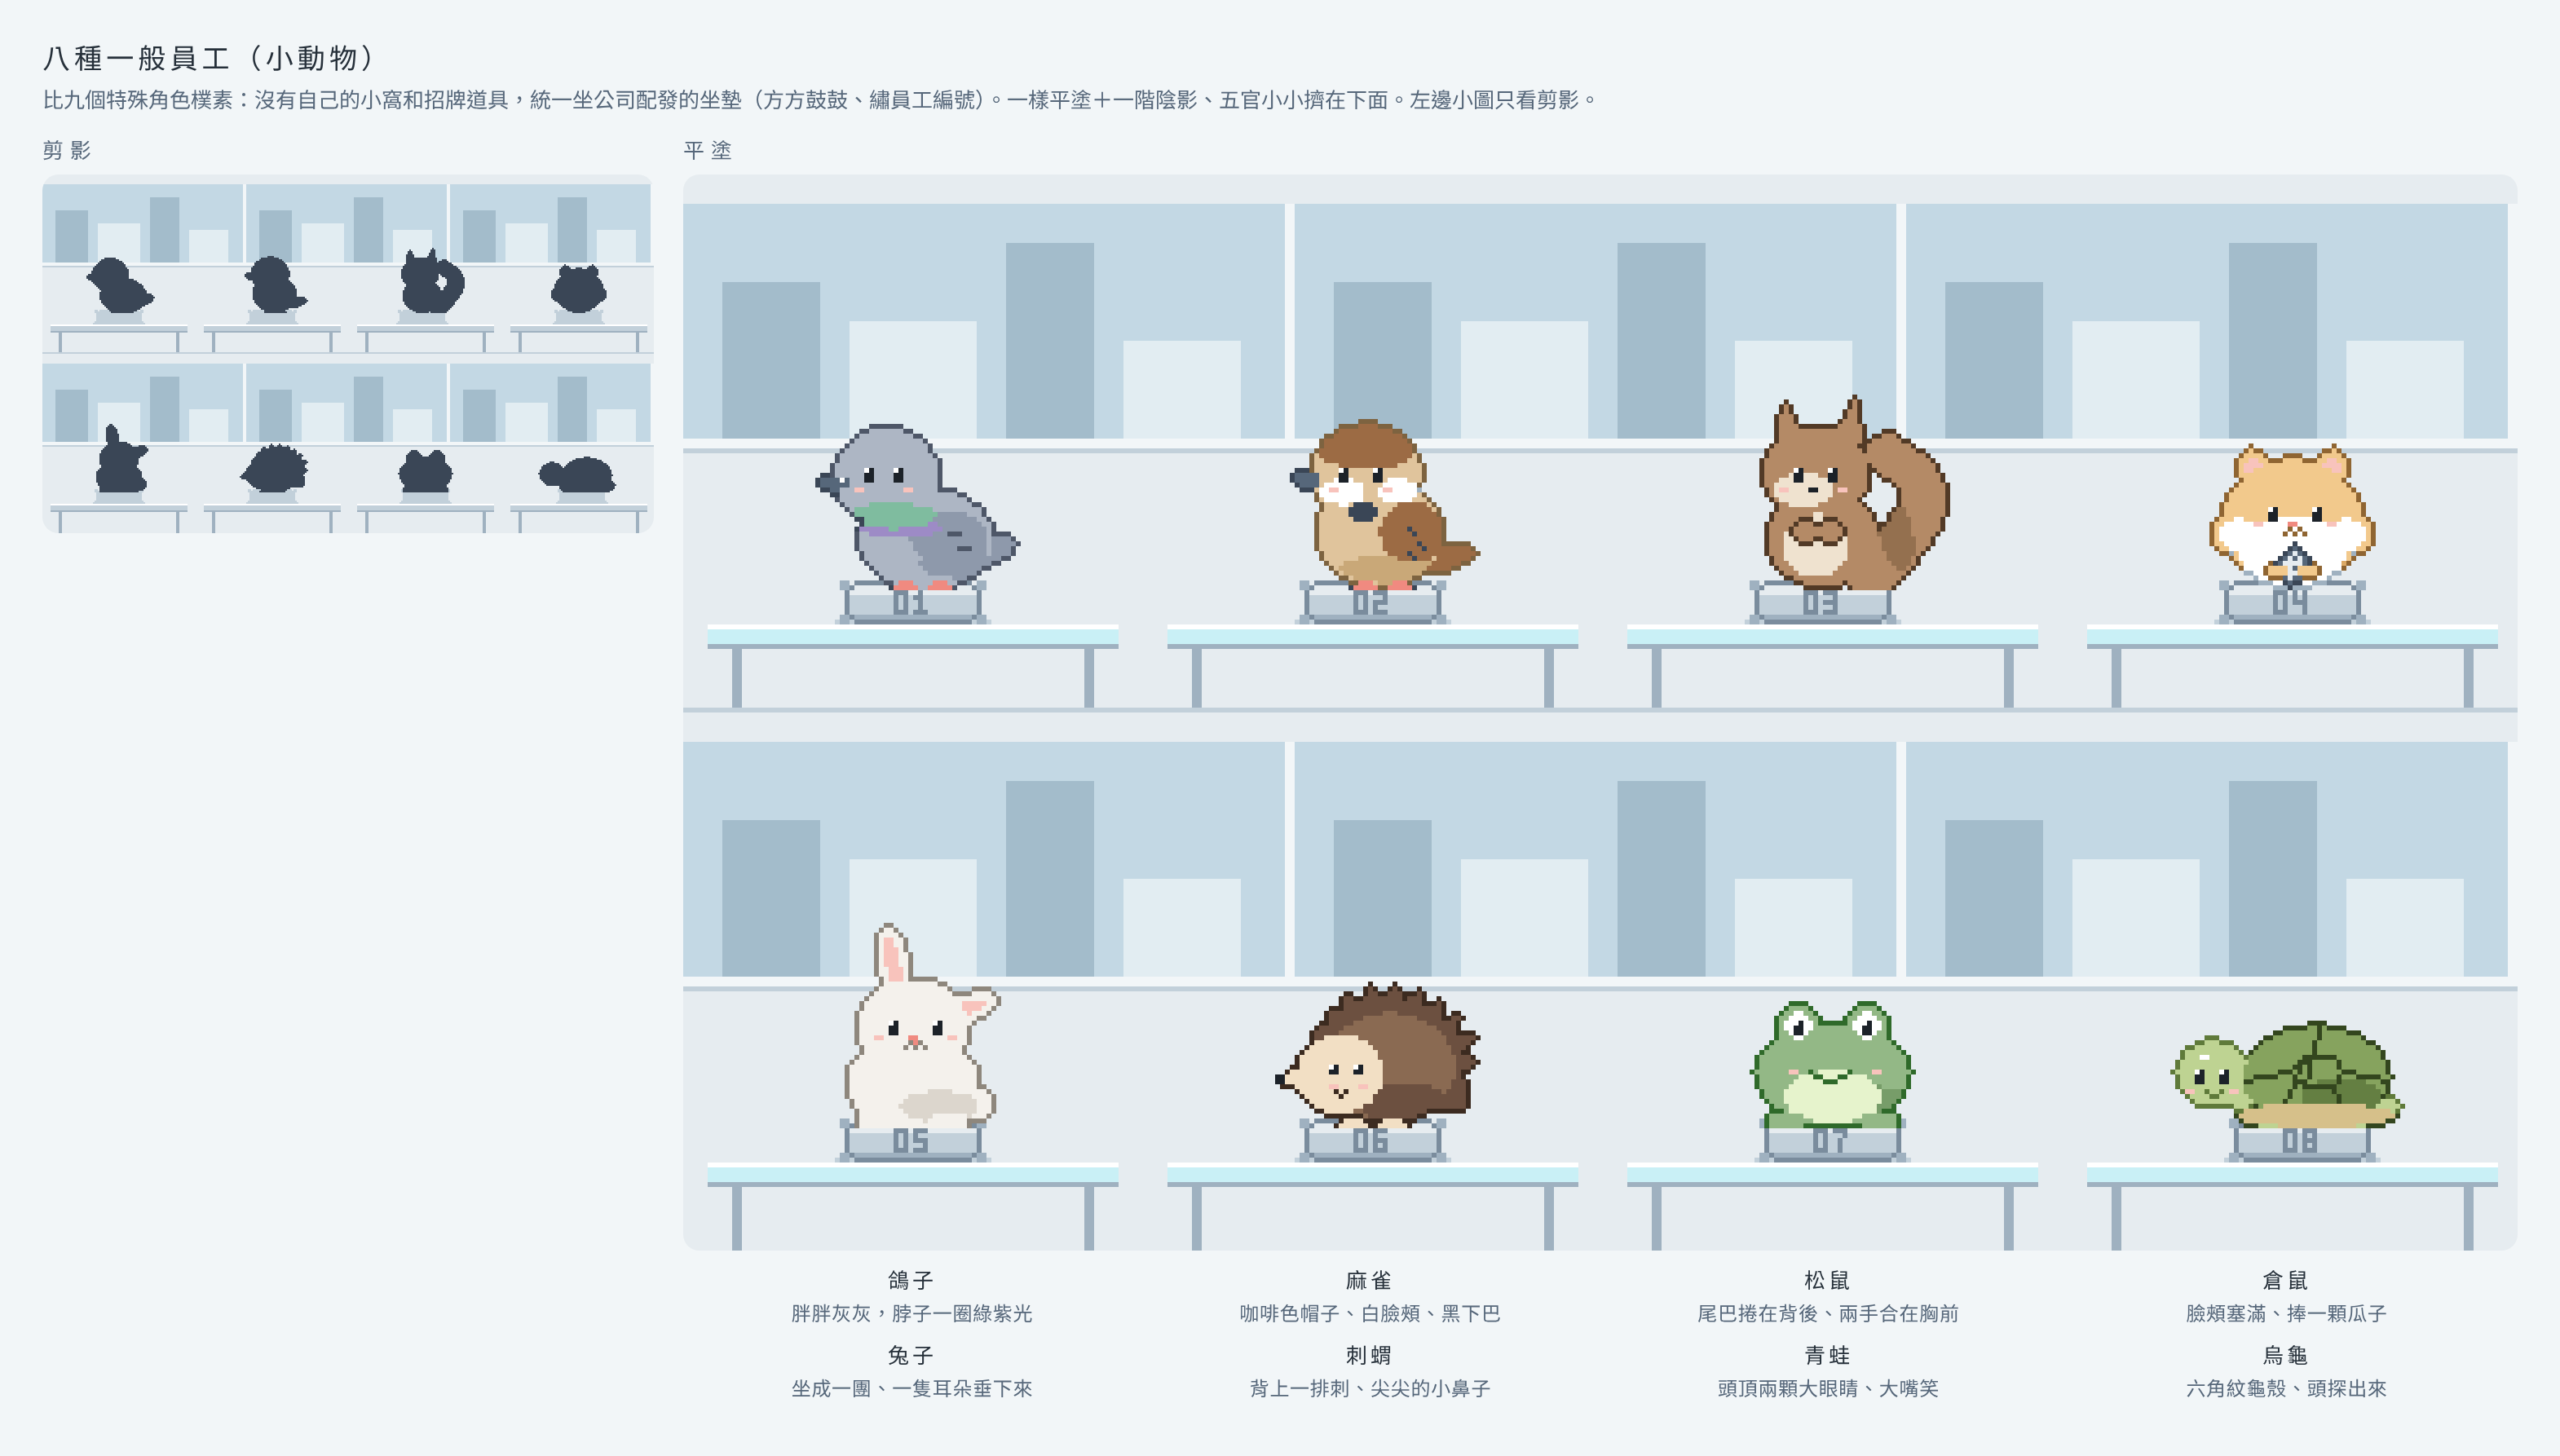 八種一般員工（小動物）
比九個特殊角色樸素：沒有自己的小窩和招牌道具，統一坐公司配發的坐墊（方方鼓鼓、繡員工編號）。一樣平塗＋一階陰影、五官小小擠在下面。左邊小圖只看剪影。
剪影
平塗
01
02
03
04
05
06
07
08
鴿子
胖胖灰灰，脖子一圈綠紫光
麻雀
咖啡色帽子、白臉頰、黑下巴
松鼠
尾巴捲在背後、兩手合在胸前
倉鼠
臉頰塞滿、捧一顆瓜子
兔子
坐成一團、一隻耳朵垂下來
刺蝟
背上一排刺、尖尖的小鼻子
青蛙
頭頂兩顆大眼睛、大嘴笑
烏龜
六角紋龜殼、頭探出來